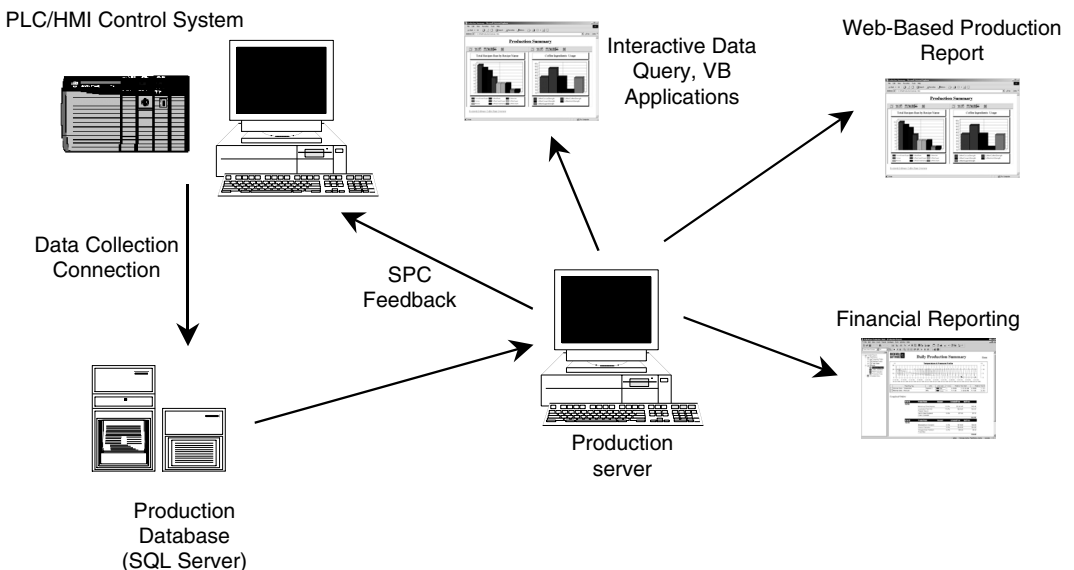 PLC/HMI Control System
Interactive Data
Query, VB
Applications
Web-Based Production
Report
Production Summary
Production Summary
Data Collection
Connection
SPC
Feedback
Financial Reporting
Daily Production Summary
Production
server
Production
Database
(SQL Server)